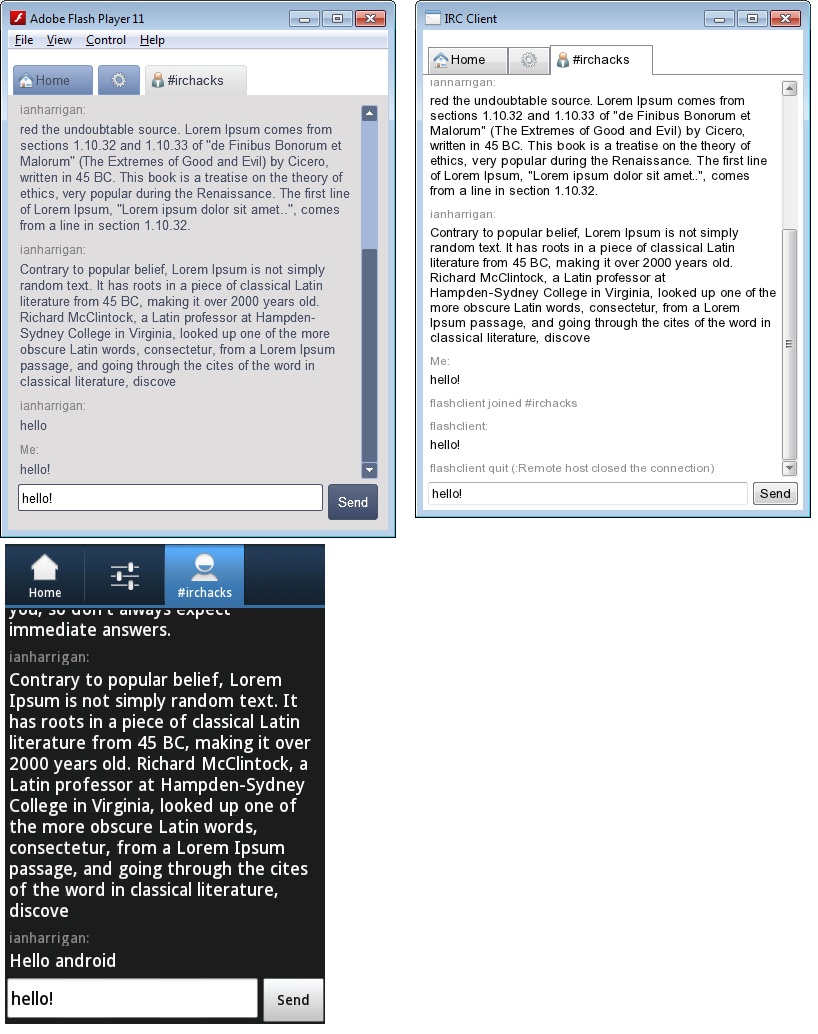 Adobe Flash Player 11
File View Control Help
Home
#irchacks
ianharrigan:
red the undoubtable source. Lorem Ipsum comes from
sections 1.10.32 and 1.10.33 of "de Finibus Bonorum et
Malorum" (The Extremes of Good and Evil) by Cicero,
written in 45 BC. This book is a treatise on the theory of
ethics, very popular during the Renaissance. The first line
of Lorem Ipsum, "Lorem ipsum dolor sit amet..", comes
from a line in section 1.10.32.
ianharrigan:
Contrary to popular belief, Lorem Ipsum is not simply
random text. It has roots in a piece of classical Latin
literature from 45 BC, making it over 2000 years old.
Richard McClintock, a Latin professor at Hampden-
Sydney College in Virginia, looked up one of the more
obscure Latin words, consectetur, from a Lorem Ipsum
passage, and going through the cites of the word in
classical literature, discove
ianharrigan:
hello
Me:
hello!
hello!
Send
IRC Client
Home
#irchacks
ianharrigan:
red the undoubtable source. Lorem Ipsum comes from
sections 1.10.32 and 1.10.33 of "de Finibus Bonorum et
Malorum" (The Extremes of Good and Evil) by Cicero,
written in 45 BC. This book is a treatise on the theory of
ethics, very popular during the Renaissance. The first line
of Lorem Ipsum, "Lorem ipsum dolor sit amet..", comes
from a line in section 1.10.32.
ianharrigan:
Contrary to popular belief, Lorem Ipsum is not simply
random text. It has roots in a piece of classical Latin
literature from 45 BC, making it over 2000 years old.
Richard McClintock, a Latin professor at
Hampden-Sydney College in Virginia, looked up one of the
more obscure Latin words, consectetur, from a Lorem
Ipsum passage, and going through the cites of the word in
classical literature, discove
Me:
hello!
flashclient joined #irchacks
flashclient:
hello!
flashclient quit (:Remote host closed the connection)
hello!
Send
Home
#irchacks
you, so don't always expect
immediate answers.
ianharrigan:
Contrary to popular belief, Lorem
Ipsum is not simply random text. It
has roots in a piece of classical Latin
literature from 45 BC, making it over
2000 years old. Richard McClintock, a
Latin professor at Hampden-Sydney
College in Virginia, looked up one of
the more obscure Latin words,
consectetur, from a Lorem Ipsum
passage, and going through the cites
of the word in classical literature,
discove
ianharrigan:
Hello android
hello!
Send